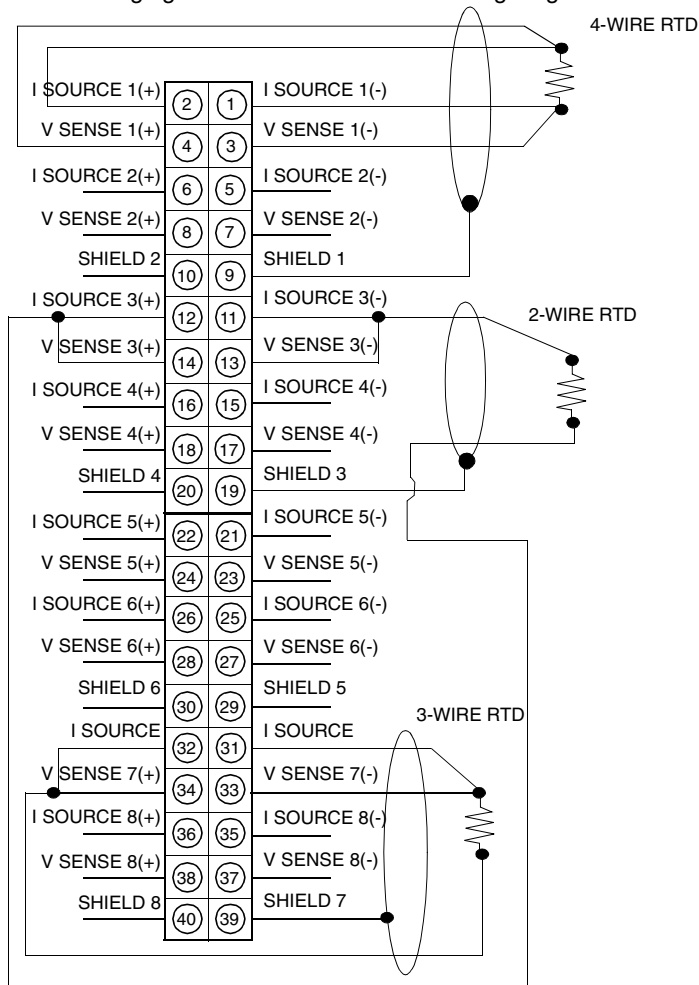 4-WIRE RTD
I SOURCE 1(+) 2 1 I SOURCE 1(-)
V SENSE 1(+) 4 3 V SENSE 1(-)
I SOURCE 2(+) 6 5 I SOURCE 2(-)
V SENSE 2(+) 8 7 V SENSE 2(-)
SHIELD 2 10 9 SHIELD 1
I SOURCE 3(+) 12 11 I SOURCE 3(-)
2-WIRE RTD
V SENSE 3(+) 14 13 V SENSE 3(-)
I SOURCE 4(+) 16 15 I SOURCE 4(-)
V SENSE 4(+) 18 17 V SENSE 4(-)
SHIELD 4 20 19 SHIELD 3
I SOURCE 5(+) 22 21 I SOURCE 5(-)
V SENSE 5(+) 24 23 V SENSE 5(-)
I SOURCE 6(+) 26 25 I SOURCE 6(-)
V SENSE 6(+) 28 27 V SENSE 6(-)
SHIELD 6 30 29 SHIELD 5
3-WIRE RTD
I SOURCE 32 31 I SOURCE
V SENSE 7(+) 34 33 V SENSE 7(-)
I SOURCE 8(+) 36 35 I SOURCE 8(-)
V SENSE 8(+) 38 37 V SENSE 8(-)
SHIELD 8 40 39 SHIELD 7